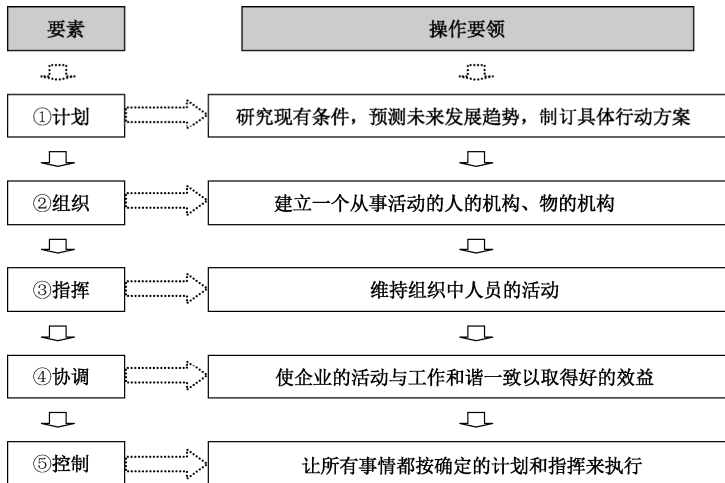 要素
操作要领
①计划
研究现有条件，预测未来发展趋势，制订具体行动方案
②组织
建立一个从事活动的人的机构、物的机构
③指挥
维持组织中人员的活动
④协调
使企业的活动与工作和谐一致以取得好的效益
⑤控制
让所有事情都按确定的计划和指挥来执行